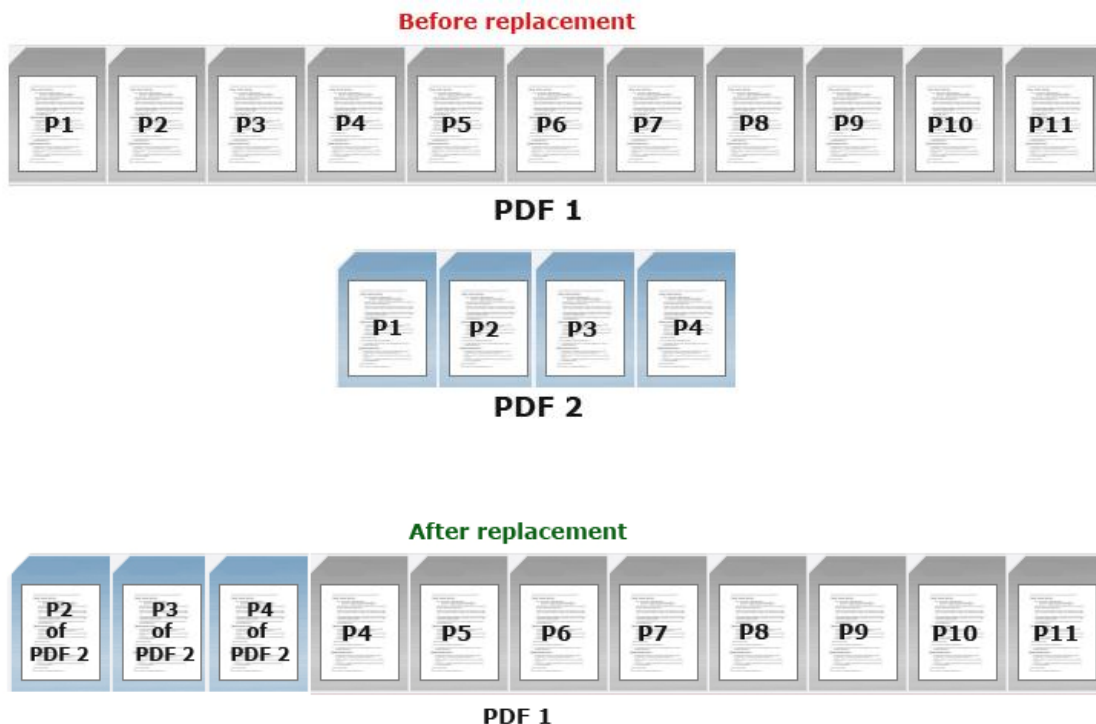 Before replacement
P1 P2 P3 P4 P5 P6 P7 P8 P9 P10 P11
PDF 1
P1 P2 P3 P4
PDF 2
After replacement
P2 of PDF 2 P3 of PDF 2 P4 of PDF 2 P4 P5 P6 P7 P8 P9 P10 P11
PDF 1